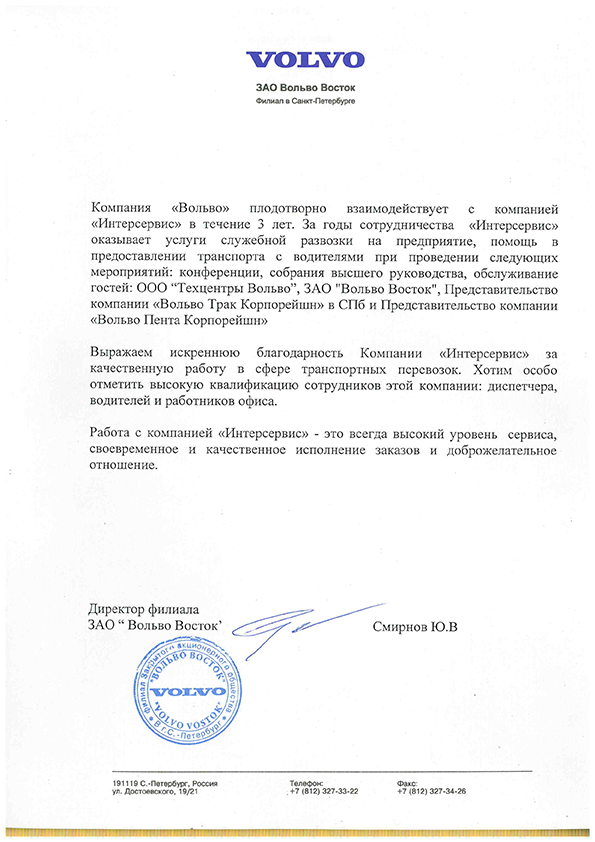 VOLVO
ЗАО Вольво Восток
Филиал в Санкт-Петербурге
Компания «Вольво» плодотворно взаимодействует с компанией
«Интерсервис» в течение 3 лет. За годы сотрудничества «Интерсервис»
оказывает услуги служебной развозки на предприятие, помощь в
предоставлении транспорта с водителями при проведении следующих
мероприятий: конференции, собрания высшего руководства, обслуживание
гостей: ООО “Техцентры Вольво”, ЗАО "Вольво Восток", Представительство
компании «Вольво Трак Корпорейшн» в СПб и Представительство компании
«Вольво Пента Корпорейшн»
Выражаем искреннюю благодарность Компании «Интерсервис» за
качественную работу в сфере транспортных перевозок. Хотим особо
отметить высокую квалификацию сотрудников этой компании: диспетчера,
водителей и работников офиса.
Работа с компанией «Интерсервис» - это всегда высокий уровень сервиса,
своевременное и качественное исполнение заказов и доброжелательное
отношение.
Директор филиала
ЗАО “ Вольво Восток’
Смирнов Ю.В
Филиал Закрытого акционерного общества
"ВОЛЬВО ВОСТОК"
VOLVO
"VOLVO VOSTOK"
В г.С.-Петербург
191119 С.-Петербург, Россия
ул. Достоевского, 19/21
Телефон:
+7 (812) 327-33-22
Факс:
+7 (812) 327-34-26